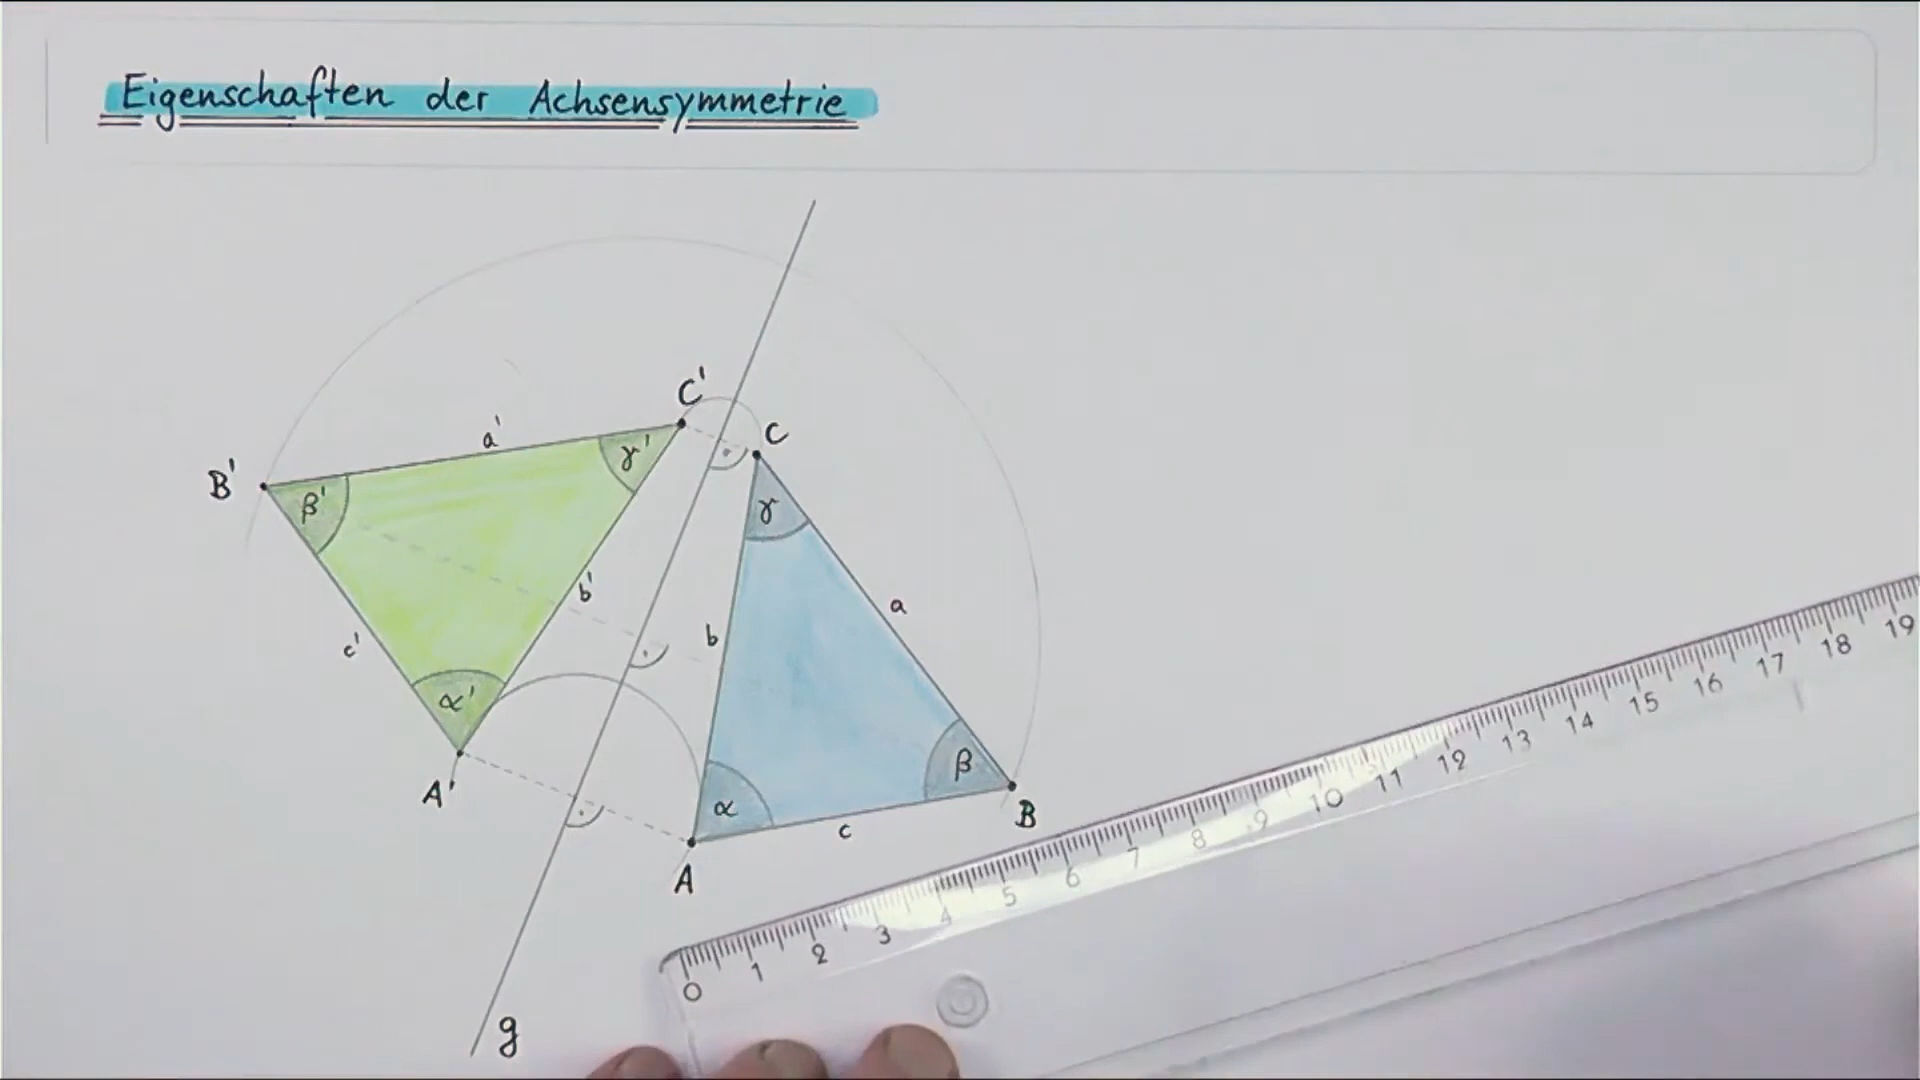 Eigenschaften der Achsensymmetrie
C'
C
a'
γ'
B'
β'
γ
b'
a
b
c'
α'
β
A'
α
B
c
A
g
0 1 2 3 4 5 6 7 8 9 10 11 12 13 14 15 16 17 18 19